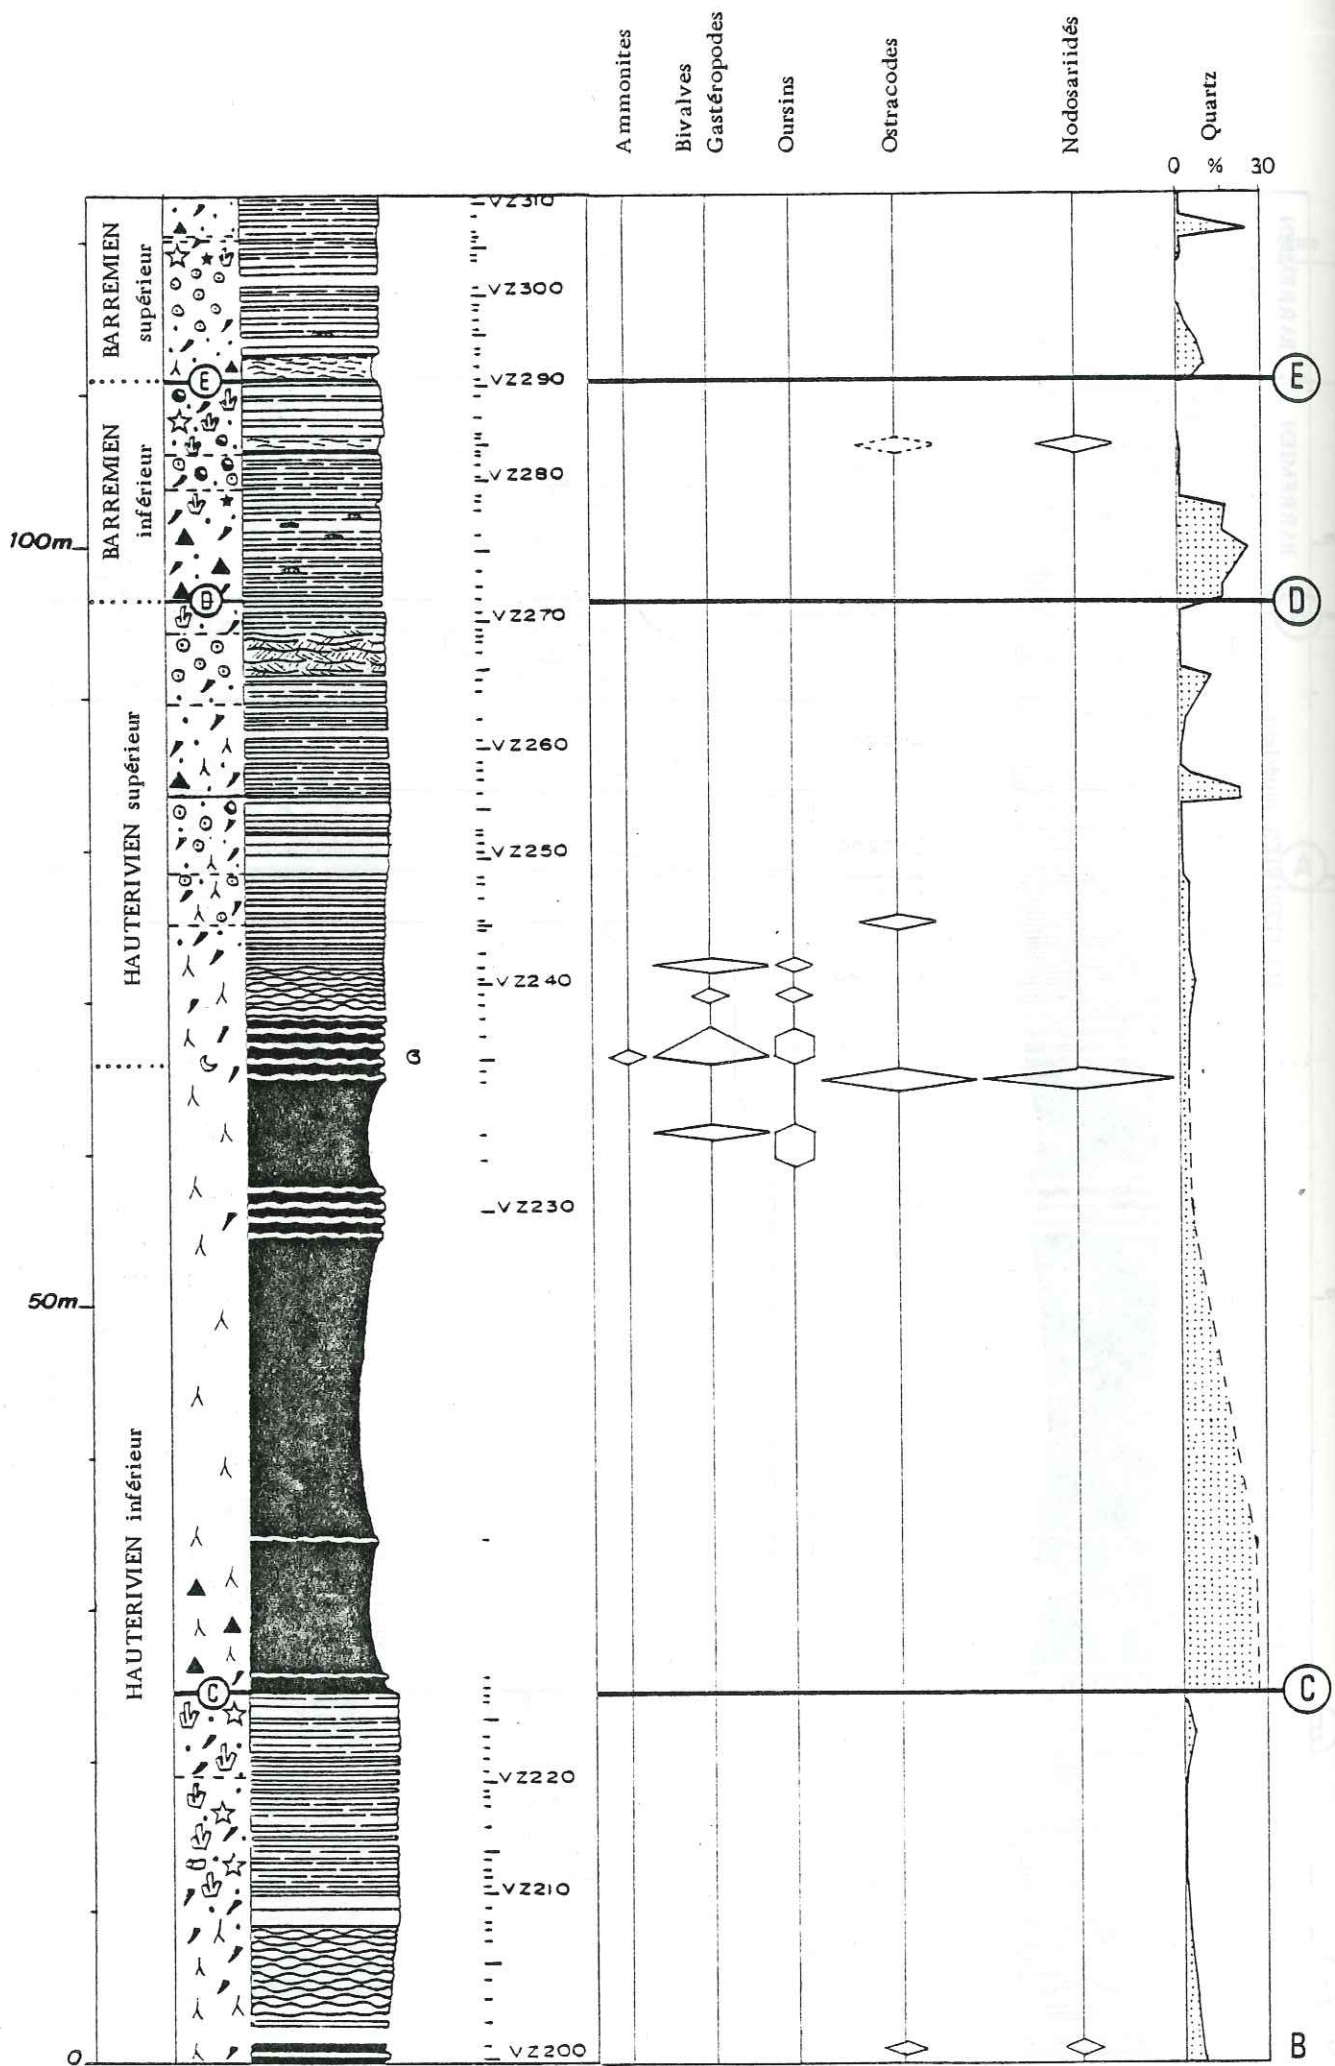 Ammonites
Bivalves
Gastéropodes
Oursins
Ostracodes
Nodosariidés
Quartz
0 % 30
VZ310
BARREMIEN
supérieur
VZ300
VZ290
E
E
BARREMIEN
inférieur
VZ280
100m
D
D
VZ270
HAUTERIVIEN supérieur
VZ260
VZ250
VZ240
VZ230
50m
HAUTERIVIEN inférieur
C
C
VZ220
VZ210
VZ200
B
0